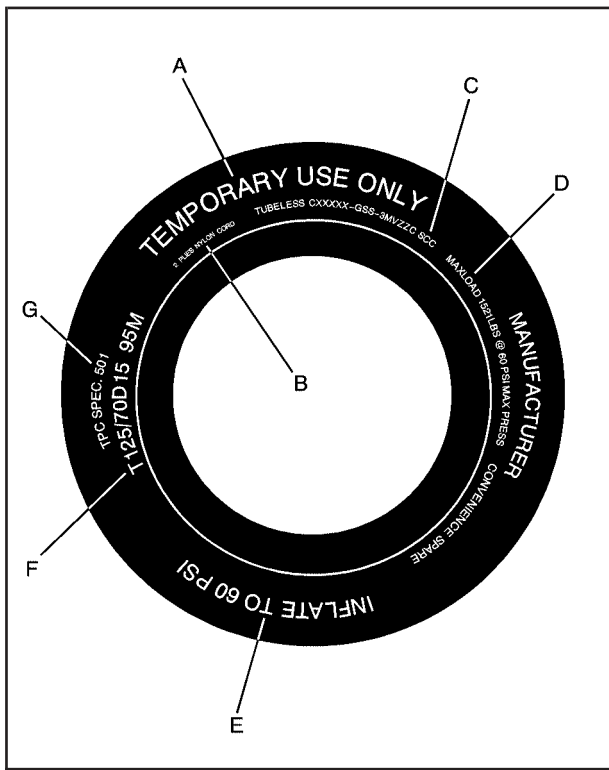 A
C
TEMPORARY USE ONLY
TUBELESS CXXXXX-GSS-3MVZZC SCC
D
2 PLIES NYLON CORD
MAXLOAD 1521LBS @ 60 PSI MAX PRESS
MANUFACTURER
G
TPC SPEC. 501
T125/70D15 95M
B
CONVENIENCE SPARE
F
INFLATE TO 60 PSI
E